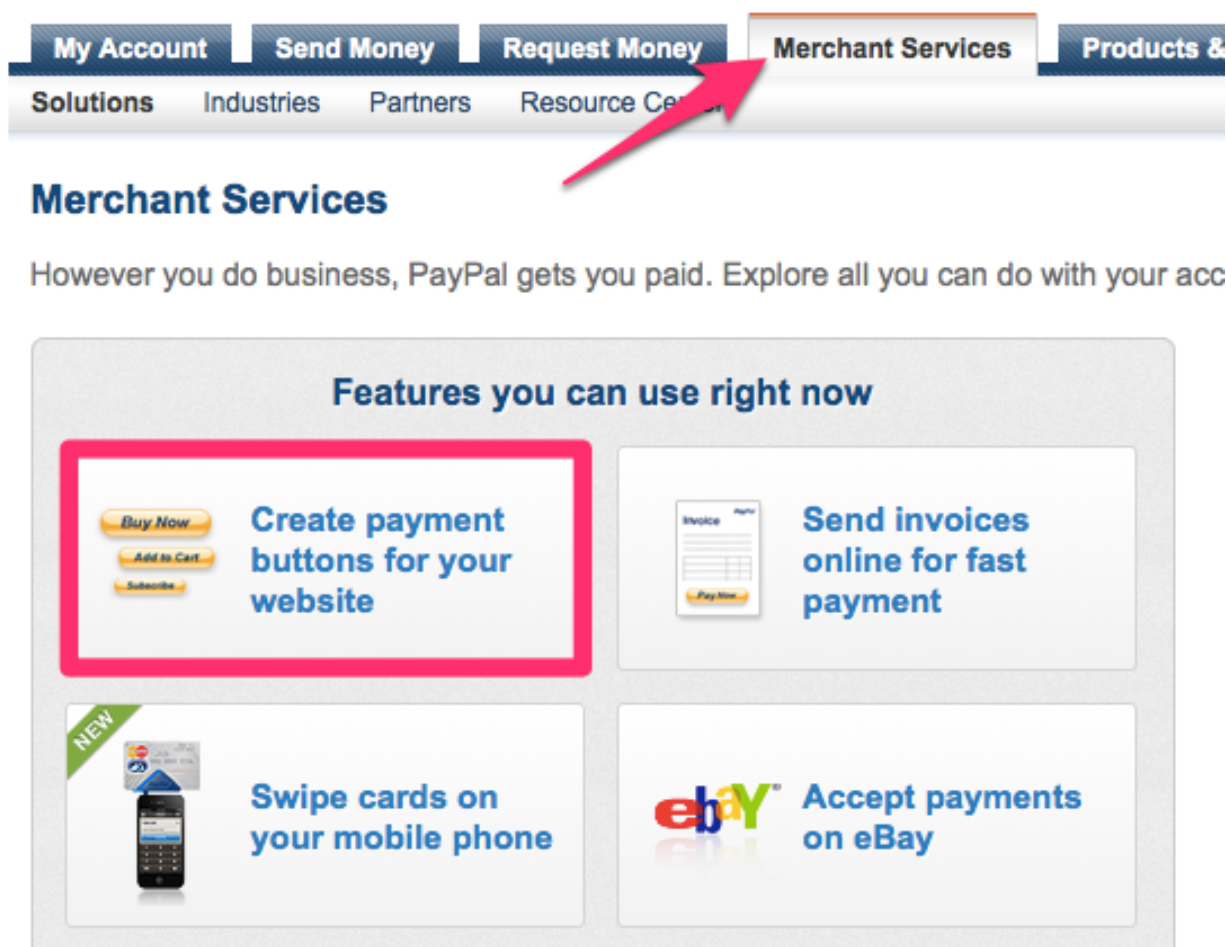 My Account Send Money Request Money Merchant Services Products &
Solutions Industries Partners Resource
Merchant Services
However you do business, PayPal gets you paid. Explore all you can do with your acc
Features you can use right now
Buy Now
Add to Cart
Subscribe
Create payment
buttons for your
website
Invoice PayPal
Pay Now
Send invoices
online for fast
payment
NEW
Swipe cards on
your mobile phone
ebaY
Accept payments
on eBay